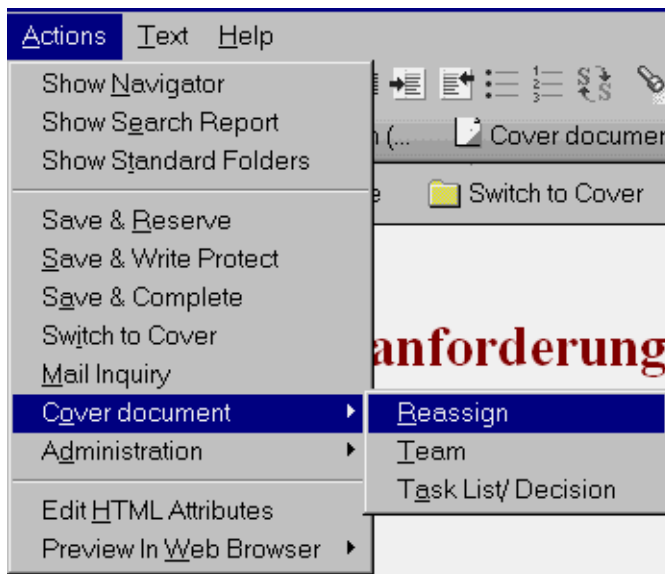 Actions Text Help
Show Navigator
Show Search Report
Show Standard Folders
Cover documen
Switch to Cover
Save & Reserve
Save & Write Protect
Save & Complete
Switch to Cover
Mail Inquiry
anforderung
Cover document
Reassign
Administration
Team
Task List/ Decision
Edit HTML Attributes
Preview In Web Browser